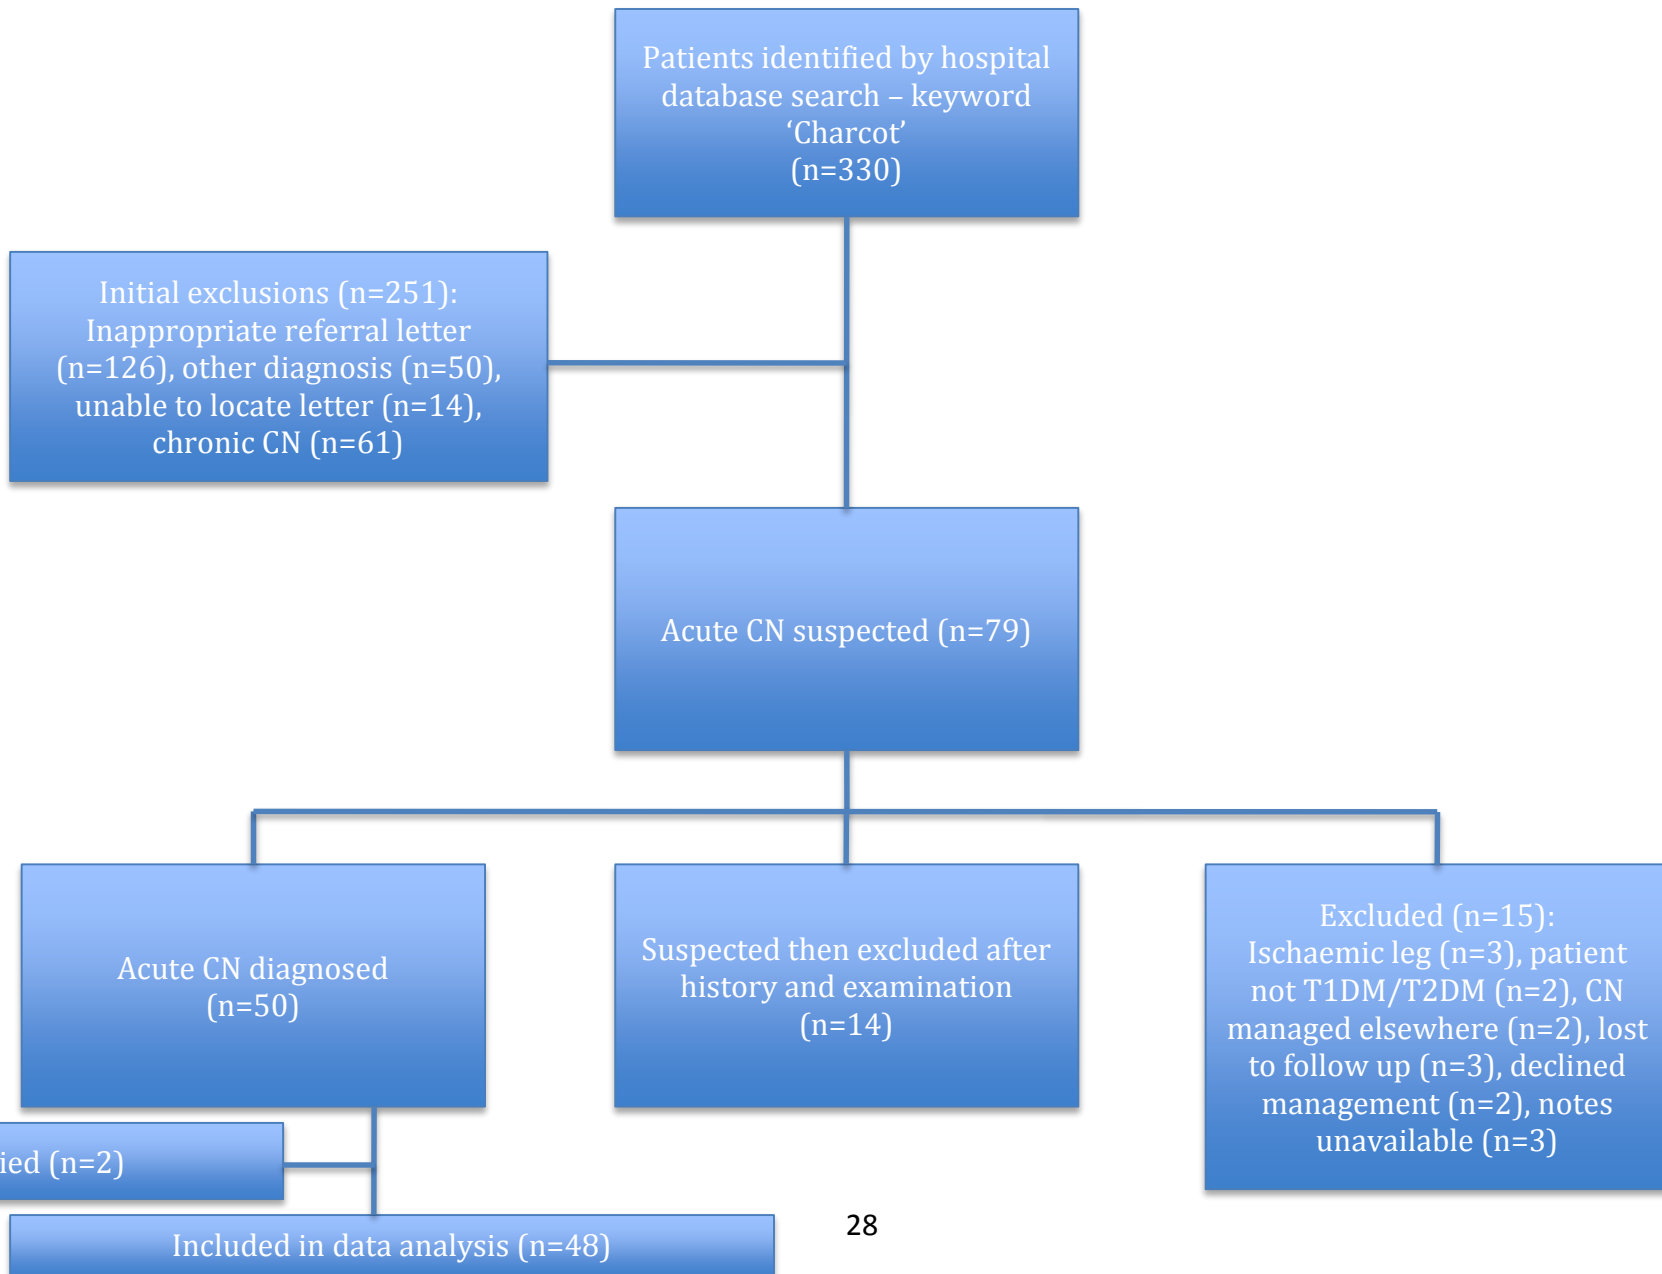 Patients identified by hospital
database search – keyword
‘Charcot’
(n=330)
Initial exclusions (n=251):
Inappropriate referral letter
(n=126), other diagnosis (n=50),
unable to locate letter (n=14),
chronic CN (n=61)
Acute CN suspected (n=79)
Acute CN diagnosed
(n=50)
Suspected then excluded after
history and examination
(n=14)
Excluded (n=15):
Ischaemic leg (n=3), patient
not T1DM/T2DM (n=2), CN
managed elsewhere (n=2), lost
to follow up (n=3), declined
management (n=2), notes
unavailable (n=3)
(n=2)
Included in data analysis (n=48)
28